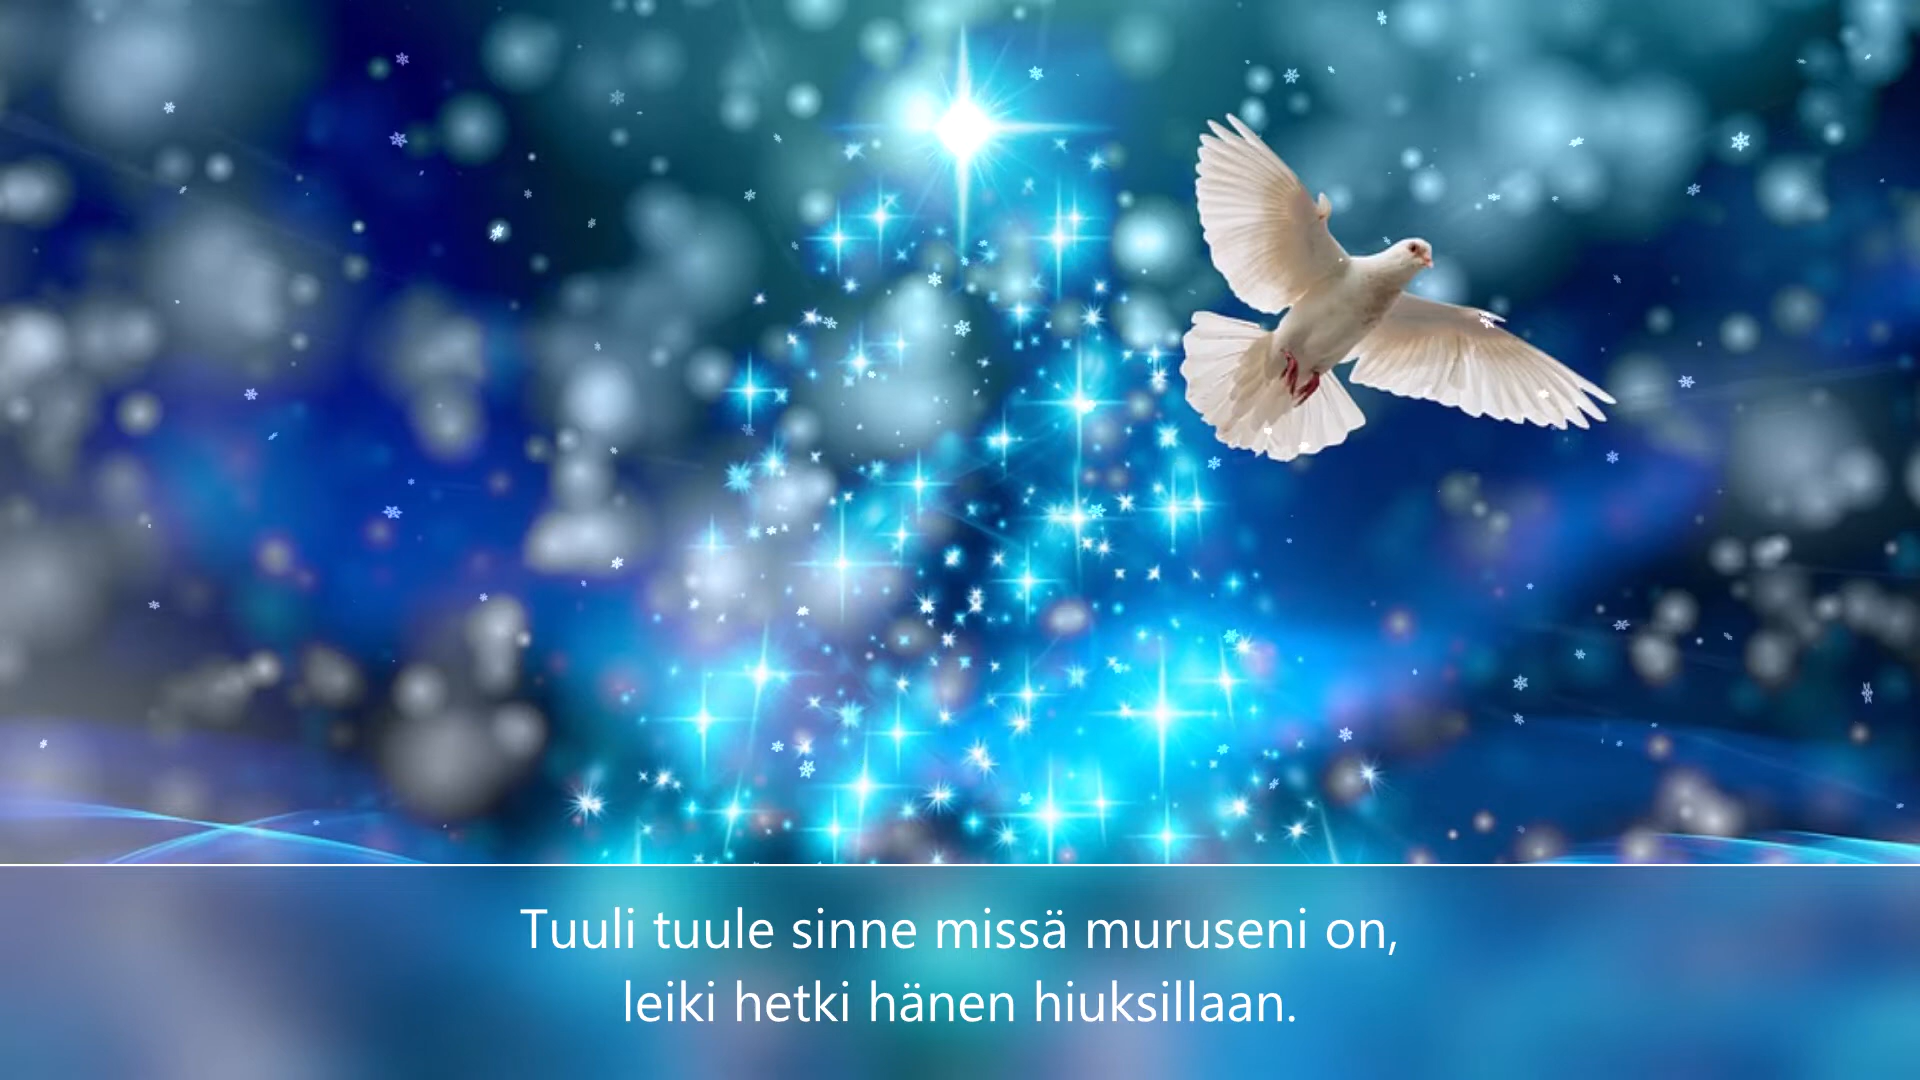 Tuuli tuule sinne missä muruseni on,
leiki hetki hänen hiuksillaan.